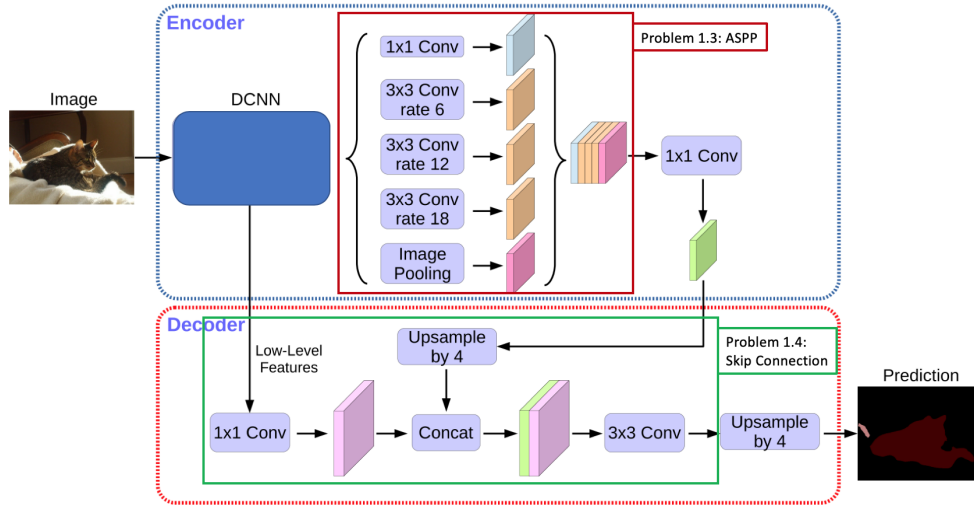 Encoder
Problem 1.3: ASPP
Image
DCNN
1x1 Conv
3x3 Conv
rate 6
3x3 Conv
rate 12
3x3 Conv
rate 18
Image
Pooling
1x1 Conv
Decoder
Low-Level
Features
Upsample
by 4
Problem 1.4:
Skip Connection
1x1 Conv
Concat
3x3 Conv
Upsample
by 4
Prediction